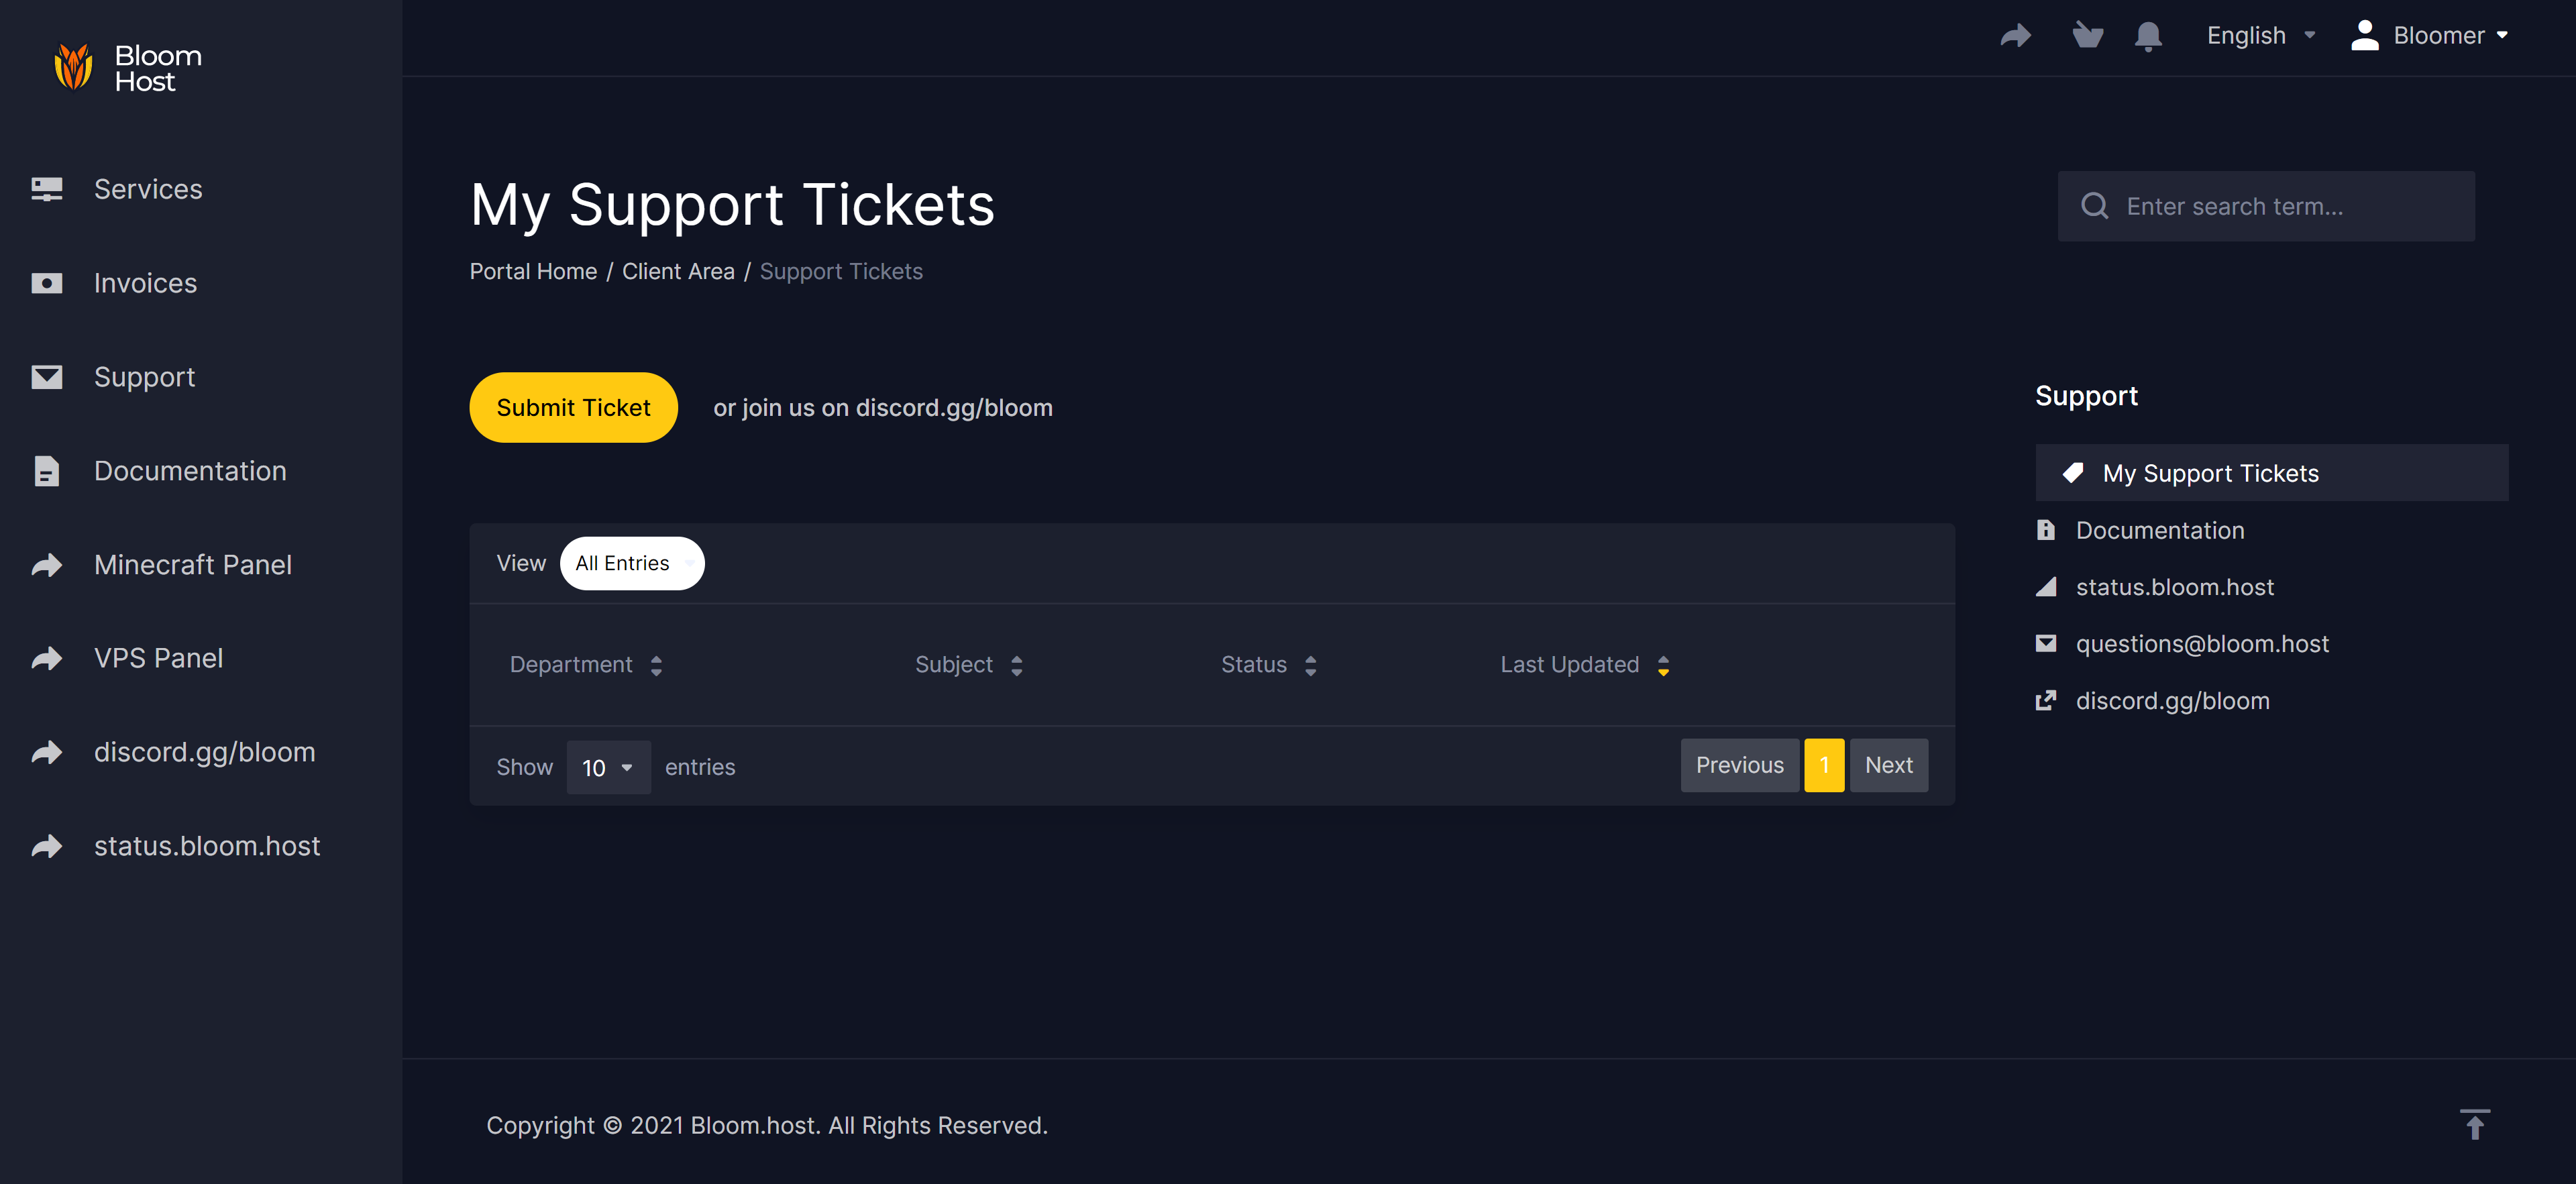 Bloom
Host
English
Bloomer
Services
Invoices
Support
Documentation
Minecraft Panel
VPS Panel
discord.gg/bloom
status.bloom.host
My Support Tickets
Enter search term...
Portal Home / Client Area / Support Tickets
Submit Ticket or join us on discord.gg/bloom
View All Entries
Department Subject Status Last Updated
Show 10 entries
Previous 1 Next
Support
My Support Tickets
Documentation
status.bloom.host
questions@bloom.host
discord.gg/bloom
Copyright © 2021 Bloom.host. All Rights Reserved.